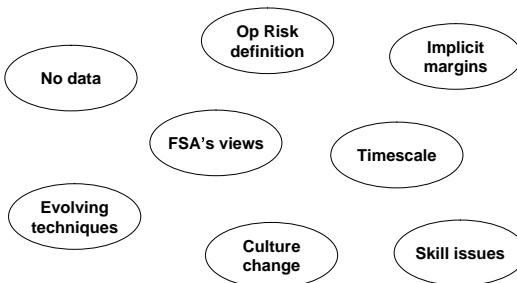 Op Risk
definition
Implicit
margins
No data
FSA's views
Timescale
Evolving
techniques
Culture
change
Skill issues